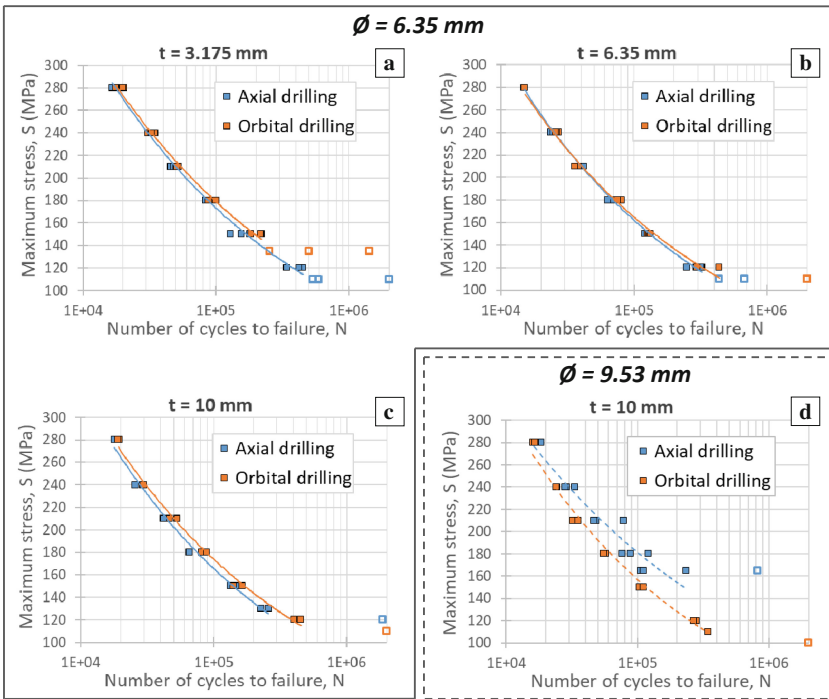 Ø = 6.35 mm
t = 3.175 mm
a
Maximum stress, S (MPa)
300
280
260
240
220
200
180
160
140
120
100
Axial drilling
Orbital drilling
1E+04
1E+05
1E+06
Number of cycles to failure, N
t = 6.35 mm
b
Maximum stress, S (MPa)
300
280
260
240
220
200
180
160
140
120
100
Axial drilling
Orbital drilling
1E+04
1E+05
1E+06
Number of cycles to failure, N
t = 10 mm
c
Maximum stress, S (MPa)
300
280
260
240
220
200
180
160
140
120
100
Axial drilling
Orbital drilling
1E+04
1E+05
1E+06
Number of cycles to failure, N
Ø = 9.53 mm
t = 10 mm
d
Maximum stress, S (MPa)
300
280
260
240
220
200
180
160
140
120
100
Axial drilling
Orbital drilling
1E+04
1E+05
1E+06
Number of cycles to failure, N